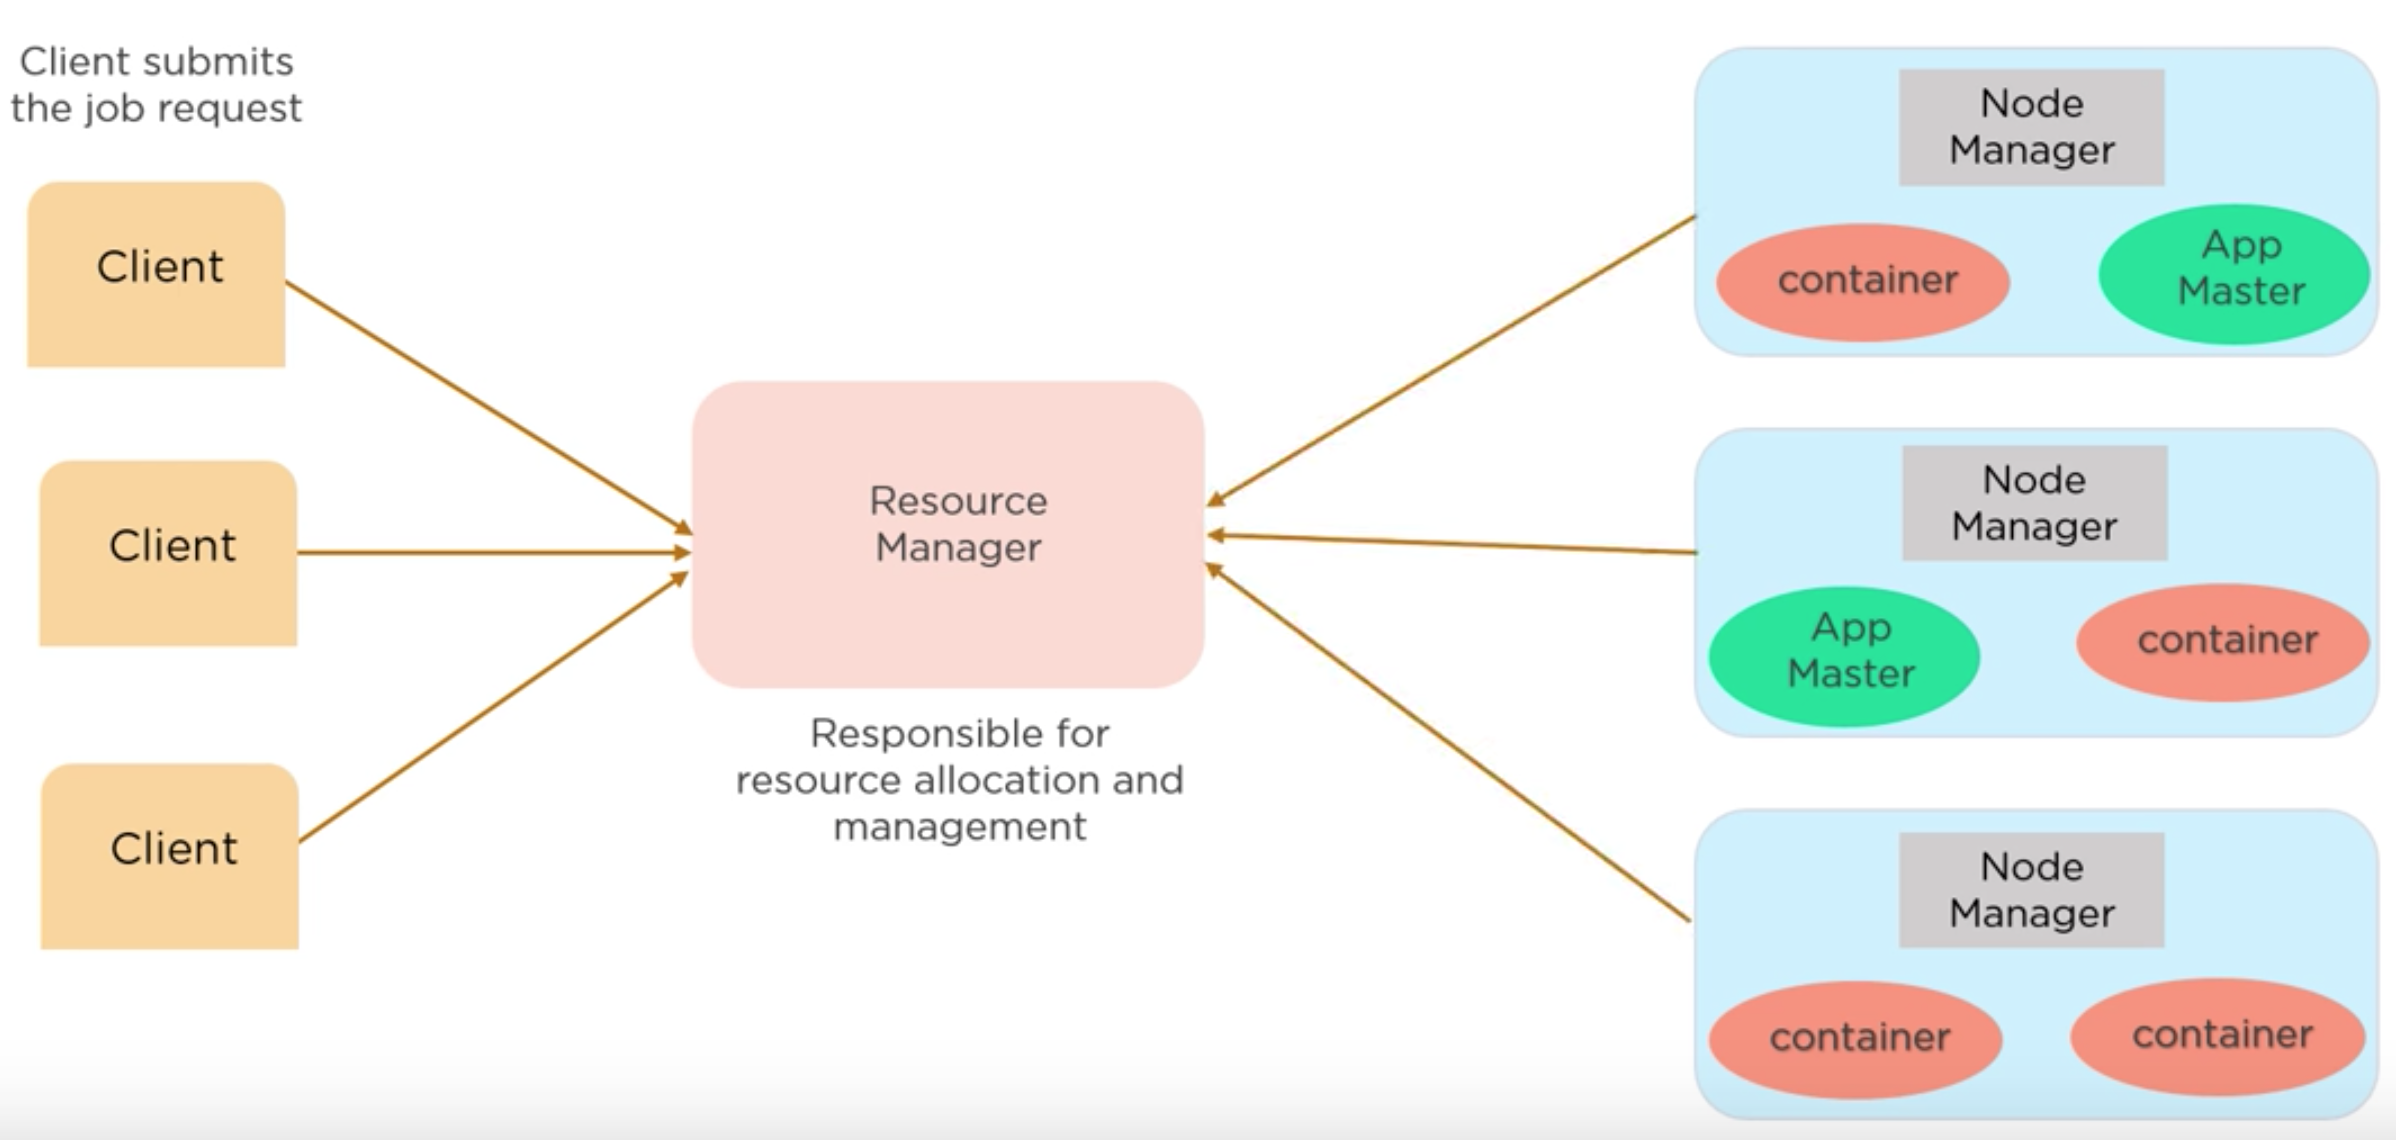 Client submits
the job request
Client
Client
Client
Resource
Manager
Responsible for
resource allocation and
management
Node
Manager
container
App
Master
Node
Manager
App
Master
container
Node
Manager
container
container